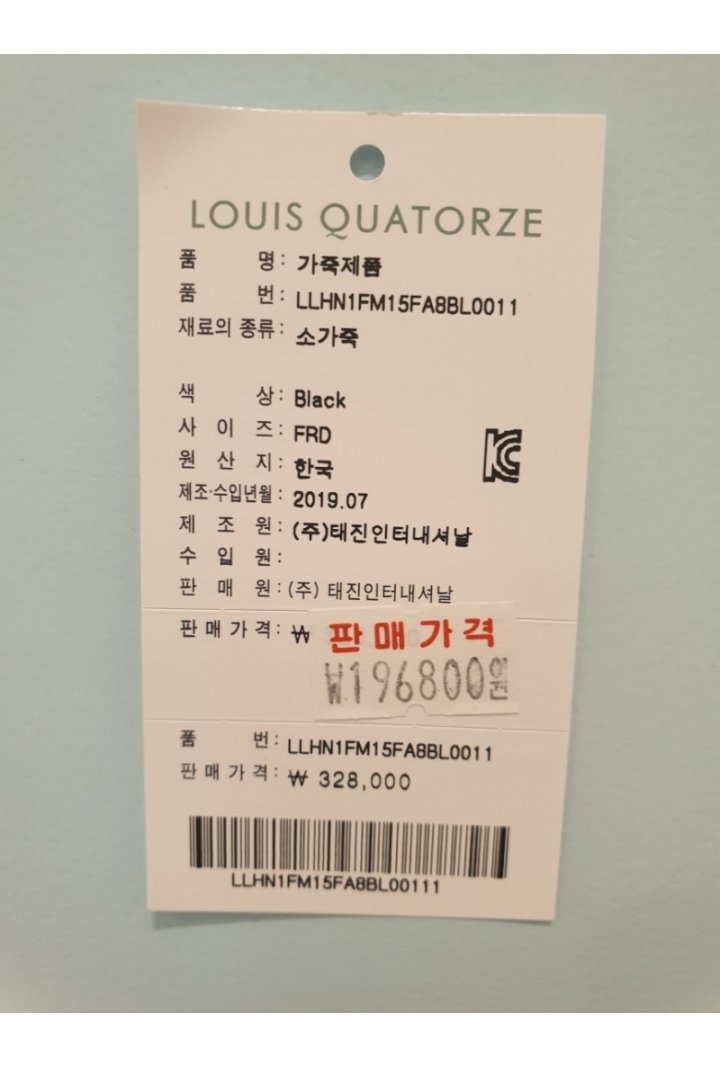 LOUIS QUATORZE
품 명: 가죽제품
품 번: LLHN1FM15FA8BL0011
재료의 종류: 소가죽
색 상: Black
사 이 즈: FRD
원 산 지: 한국
제조·수입년월: 2019.07
제 조 원: (주)태진인터내셔날
수 입 원:
판 매 원: (주) 태진인터내셔날
판매가격: ₩ 판매가격
₩196800원
품 번: LLHN1FM15FA8BL0011
판매가격: ₩ 328,000
LLHN1FM15FA8BL00111